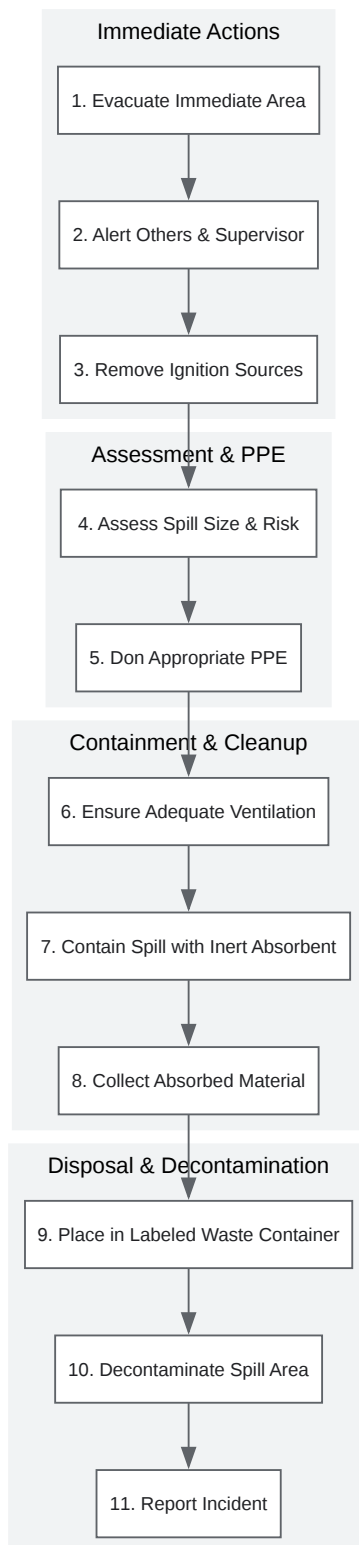 Immediate Actions
1. Evacuate Immediate Area
2. Alert Others & Supervisor
3. Remove Ignition Sources
Assessment & PPE
4. Assess Spill Size & Risk
5. Don Appropriate PPE
Containment & Cleanup
6. Ensure Adequate Ventilation
7. Contain Spill with Inert Absorbent
8. Collect Absorbed Material
Disposal & Decontamination
9. Place in Labeled Waste Container
10. Decontaminate Spill Area
11. Report Incident